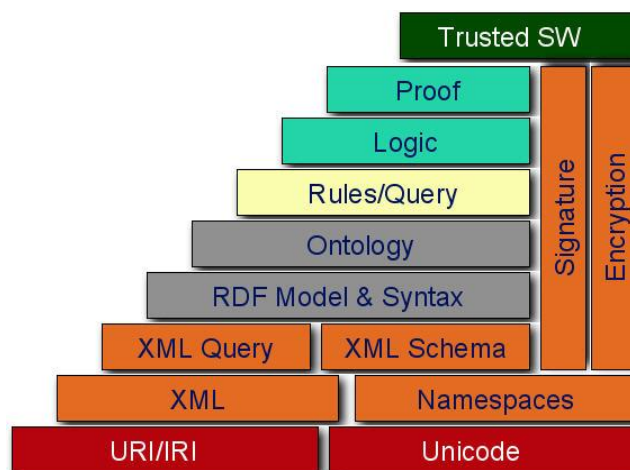 Trusted SW
Proof
Logic
Rules/Query
Ontology
RDF Model & Syntax
XML Query
XML Schema
Signature
Encryption
XML
Namespaces
URI/IRI
Unicode